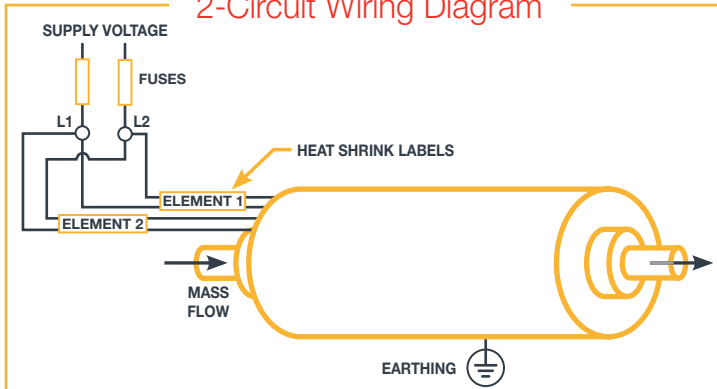 2-Circuit Wiring Diagram
SUPPLY VOLTAGE
FUSES
L1
L2
HEAT SHRINK LABELS
ELEMENT 1
ELEMENT 2
MASS
FLOW
EARTHING